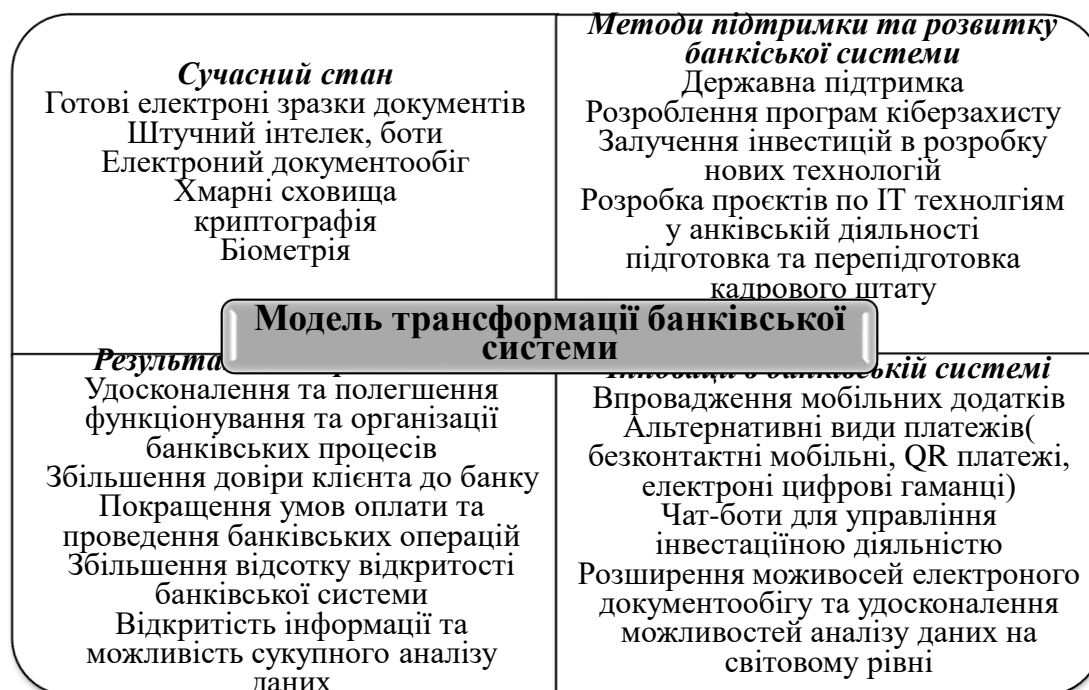 Сучасний стан
Готові електроні зразки документів
Штучний інтелек, боти
Електроний документообіг
Хмарні сховища
криптографія
Біометрія
Методи підтримки та розвитку
банкіської системи
Державна підтримка
Розроблення програм кіберзахисту
Залучення інвестицій в розробку
нових технологій
Розробка проєктів по ІТ технолгіям
у анківській діяльності
підготовка та перепідготовка
кадрового штату
Модель трансформації банківської
системи
Удосконалення та полегшення
функціонування та організації
банківських процесів
Збільшення довіри клієнта до банку
Покращення умов оплати та
проведення банківських операцій
Збільшення відсотку відкритості
банківської системи
Відкритість інформації та
можливість сукупного аналізу
даних
системі
Впровадження мобільних додатків
Альтернативні види платежів(
безконтактні мобільні, QR платежі,
електроні цифрові гаманці)
Чат-боти для управління
інвестаціїною діяльністю
Розширення моживосей електроного
документообігу та удосконалення
можливостей аналізу даних на
світовому рівні